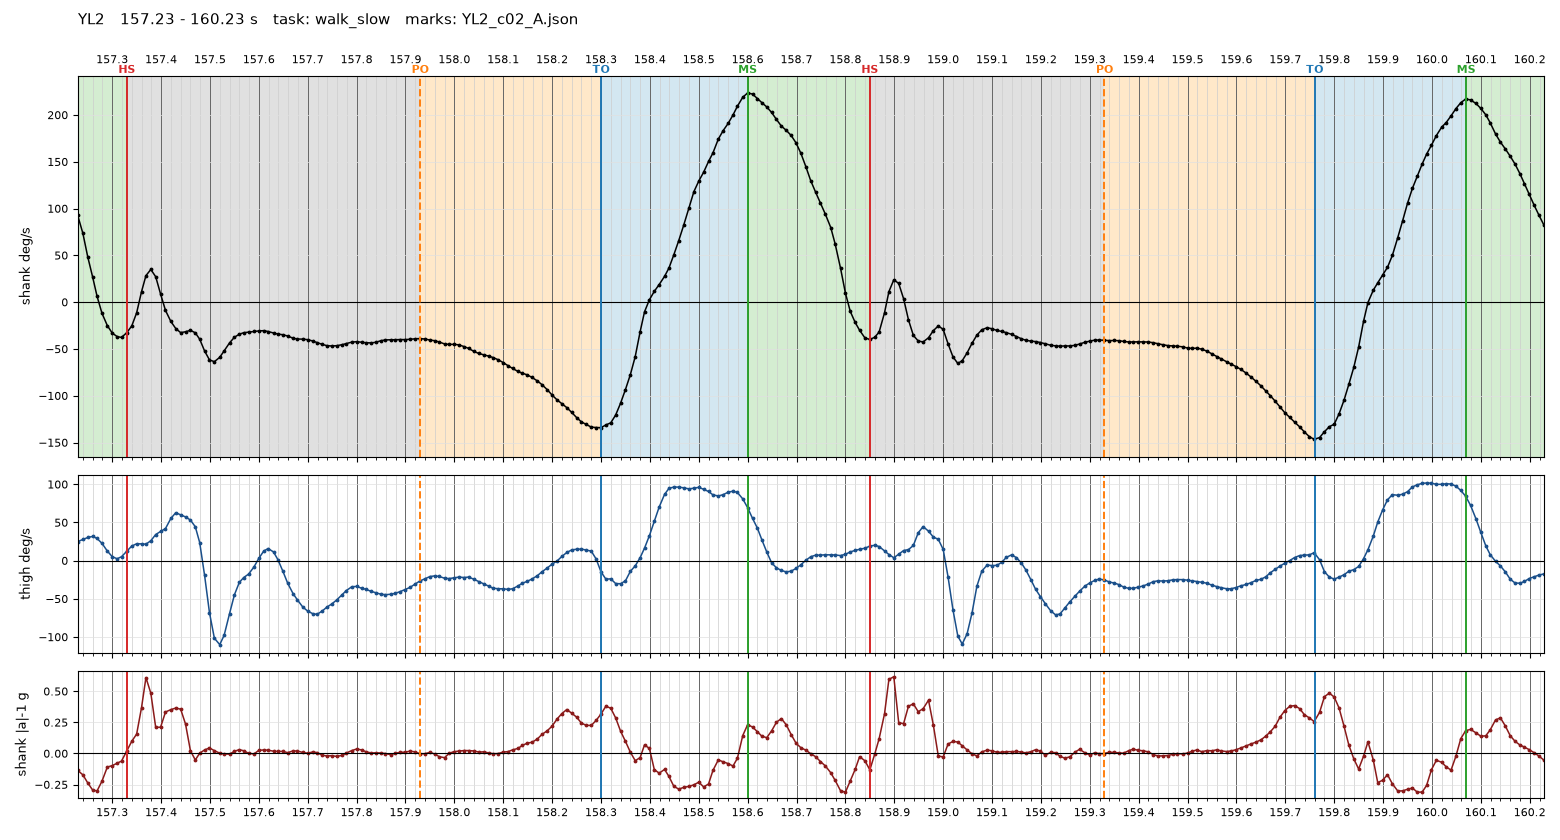 YL2   157.23 - 160.23 s   task: walk_slow   marks: YL2_c02_A.json
157.3 157.4 157.5 157.6 157.7 157.8 157.9 158.0 158.1 158.2 158.3 158.4 158.5 158.6 158.7 158.8 158.9 159.0 159.1 159.2 159.3 159.4 159.5 159.6 159.7 159.8 159.9 160.0 160.1 160.2
HS PO TO MS HS PO TO MS
shank deg/s
200
150
100
50
0
−50
−100
−150
thigh deg/s
100
50
0
−50
−100
shank |a|-1 g
0.50
0.25
0.00
−0.25
157.3 157.4 157.5 157.6 157.7 157.8 157.9 158.0 158.1 158.2 158.3 158.4 158.5 158.6 158.7 158.8 158.9 159.0 159.1 159.2 159.3 159.4 159.5 159.6 159.7 159.8 159.9 160.0 160.1 160.2